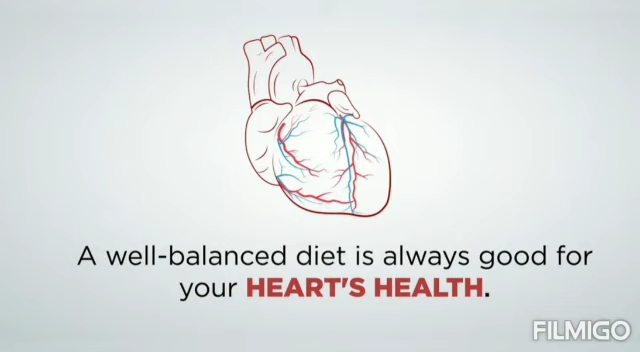 A well-balanced diet is always good for
your HEART'S HEALTH.
FILMIGO